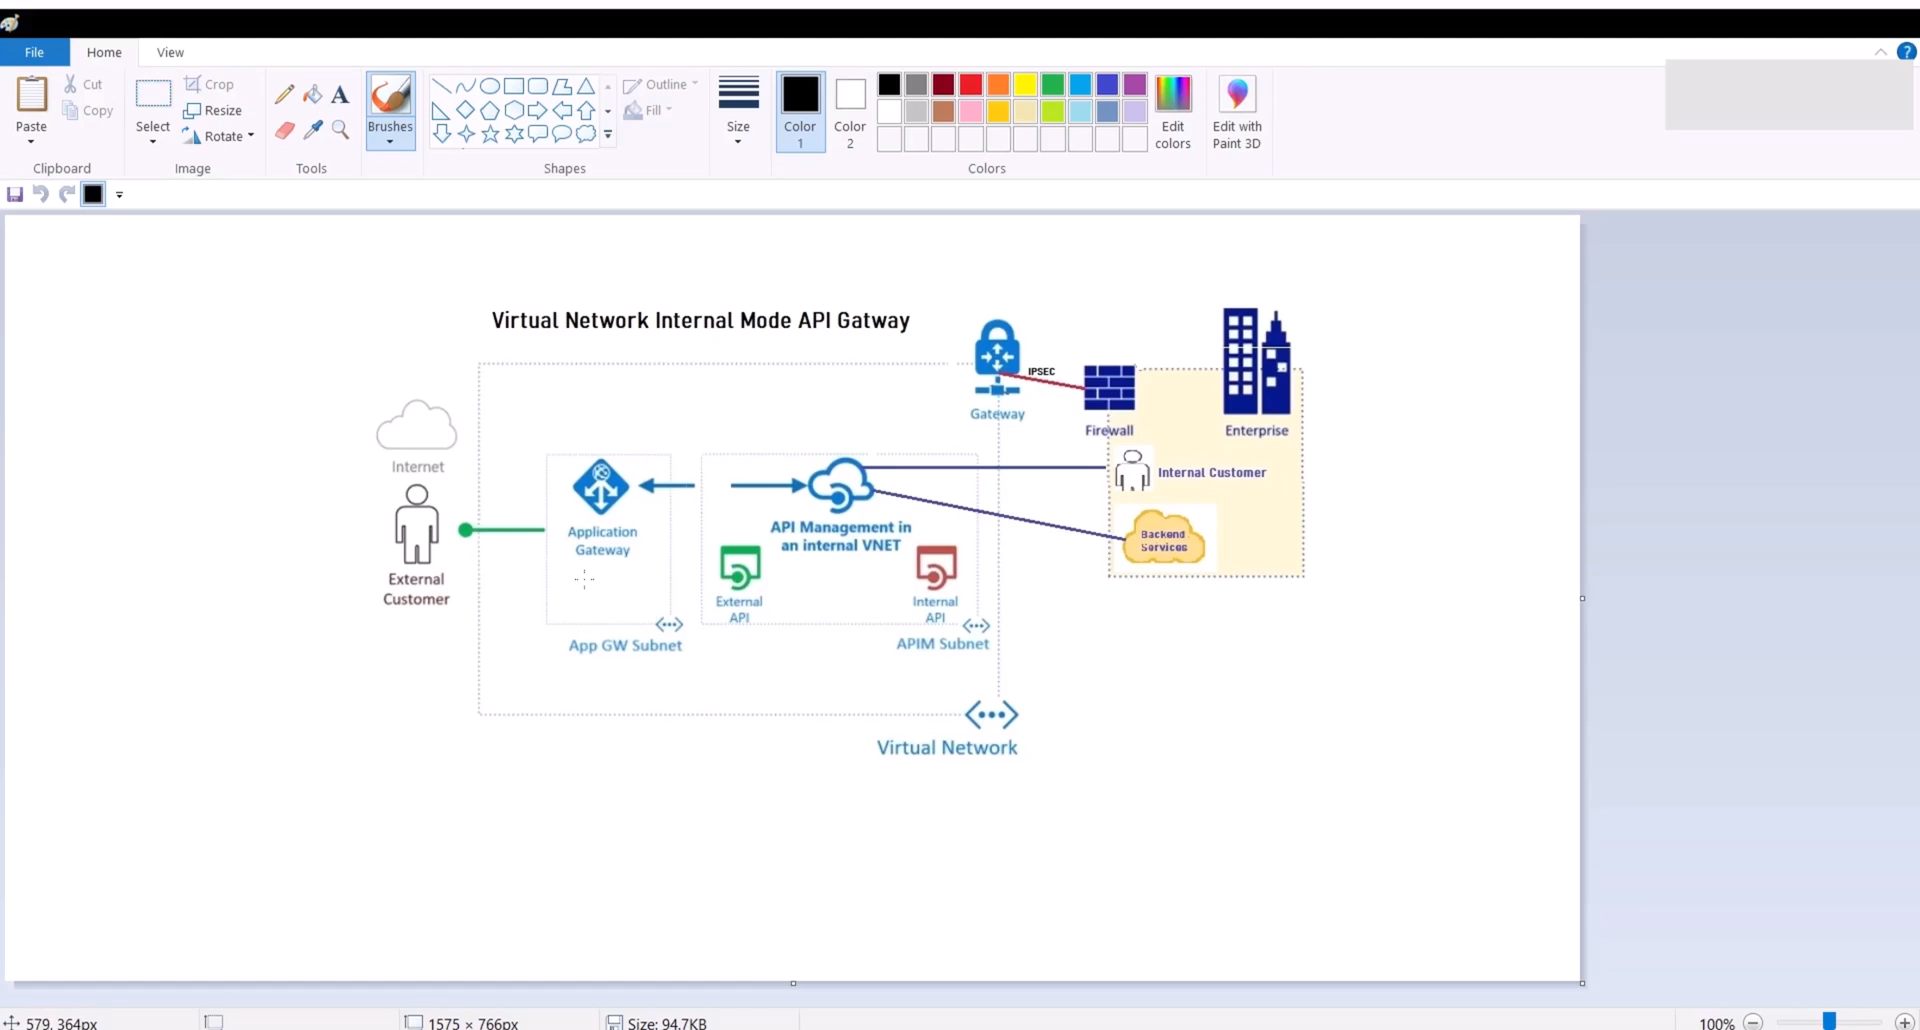 File Home View
?
Cut
Copy
Paste
Clipboard
Select
Crop
Resize
Rotate
Image
A
Tools
Brushes
Outline
Fill
Shapes
Size
Color
1
Color
2
Edit
colors
Colors
Edit with
Paint 3D
Virtual Network Internal Mode API Gatway
IPSEC
Gateway
Firewall
Enterprise
Internet
External
Customer
Application
Gateway
API Management in
an internal VNET
External
API
Internal
API
App GW Subnet
APIM Subnet
Internal Customer
Backend
Services
Virtual Network
579, 364px
1575 × 766px
Size: 94.7KB
100%